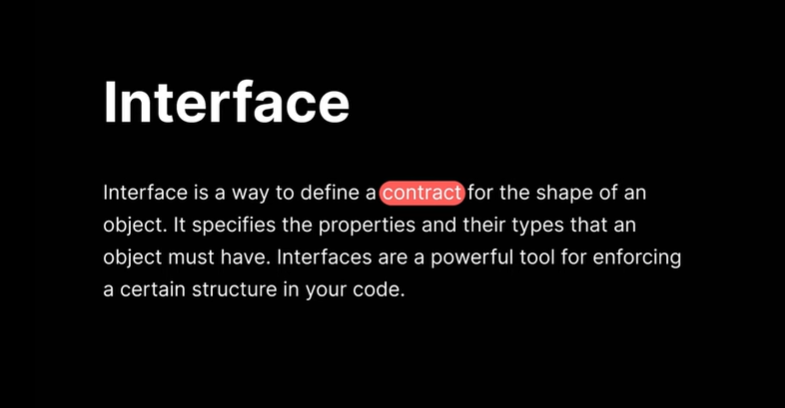 Interface
Interface is a way to define a contract for the shape of an
object. It specifies the properties and their types that an
object must have. Interfaces are a powerful tool for enforcing
a certain structure in your code.